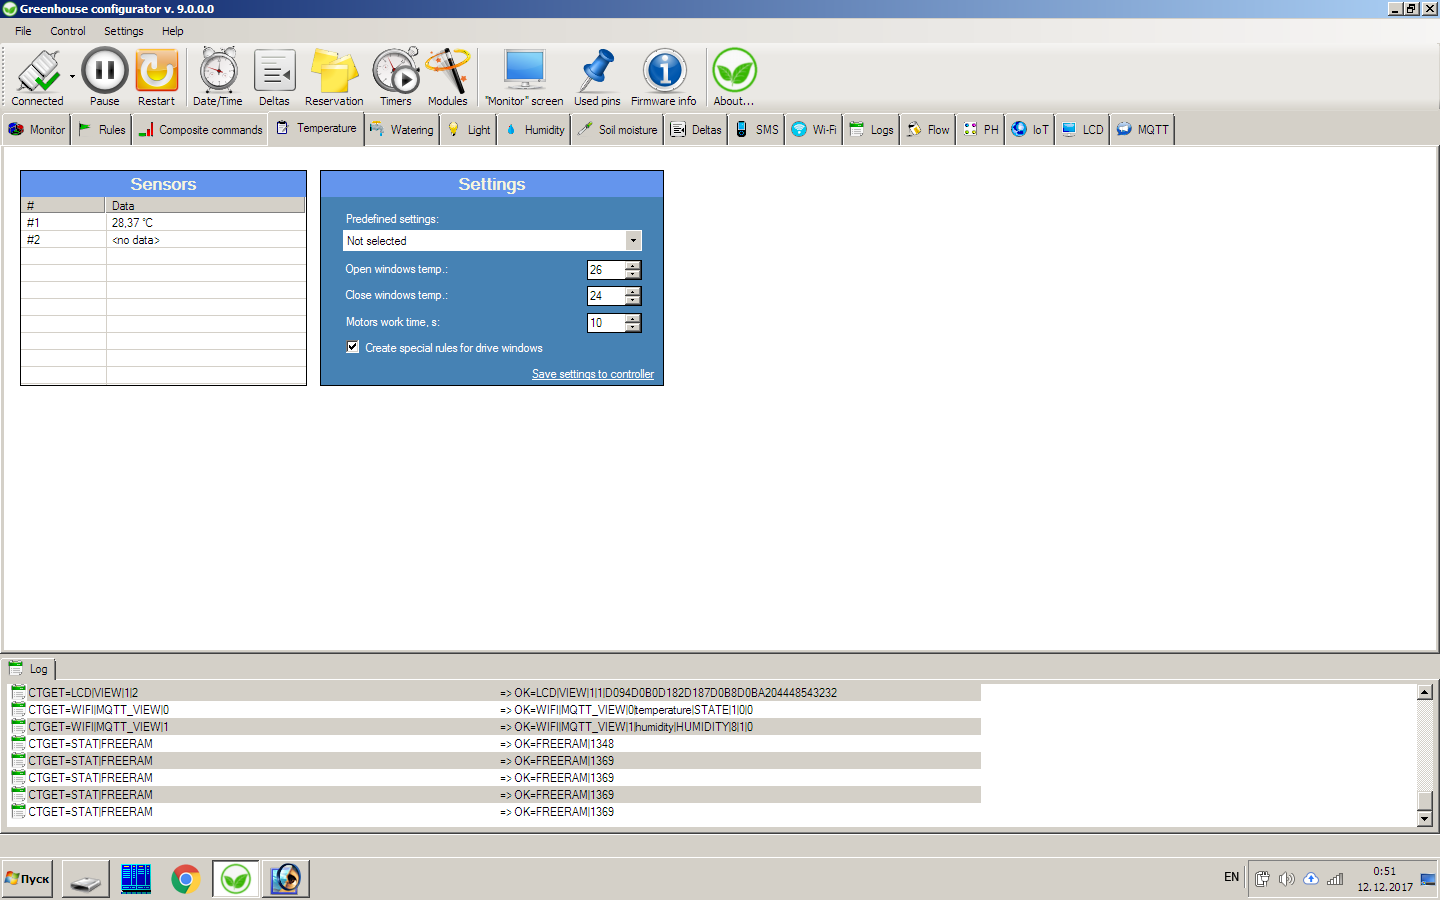 Greenhouse configurator v. 9.0.0.0
File Control Settings Help
Connected Pause Restart Date/Time Deltas Reservation Timers Modules "Monitor" screen Used pins Firmware info About...
Monitor Rules Composite commands Temperature Watering Light Humidity Soil moisture Deltas SMS Wi-Fi Logs Flow PH IoT LCD MQTT
Sensors
# Data
#1 28,37 °C
#2 <no data>
Settings
Predefined settings:
Not selected
Open windows temp.: 26
Close windows temp.: 24
Motors work time, s: 10
Create special rules for drive windows
Save settings to controller
Log
CTGET=LCD|VIEW|1|2 => OK=LCD|VIEW|1|1|D094D0B0D182D187D0B8D0BA204448543232
CTGET=WIFI|MQTT_VIEW|0 => OK=WIFI|MQTT_VIEW|0|temperature|STATE|1|0|0
CTGET=WIFI|MQTT_VIEW|1 => OK=WIFI|MQTT_VIEW|1|humidity|HUMIDITY|8|1|0
CTGET=STAT|FREERAM => OK=FREERAM|1348
CTGET=STAT|FREERAM => OK=FREERAM|1369
CTGET=STAT|FREERAM => OK=FREERAM|1369
CTGET=STAT|FREERAM => OK=FREERAM|1369
CTGET=STAT|FREERAM => OK=FREERAM|1369
Пуск EN 0:51
12.12.2017